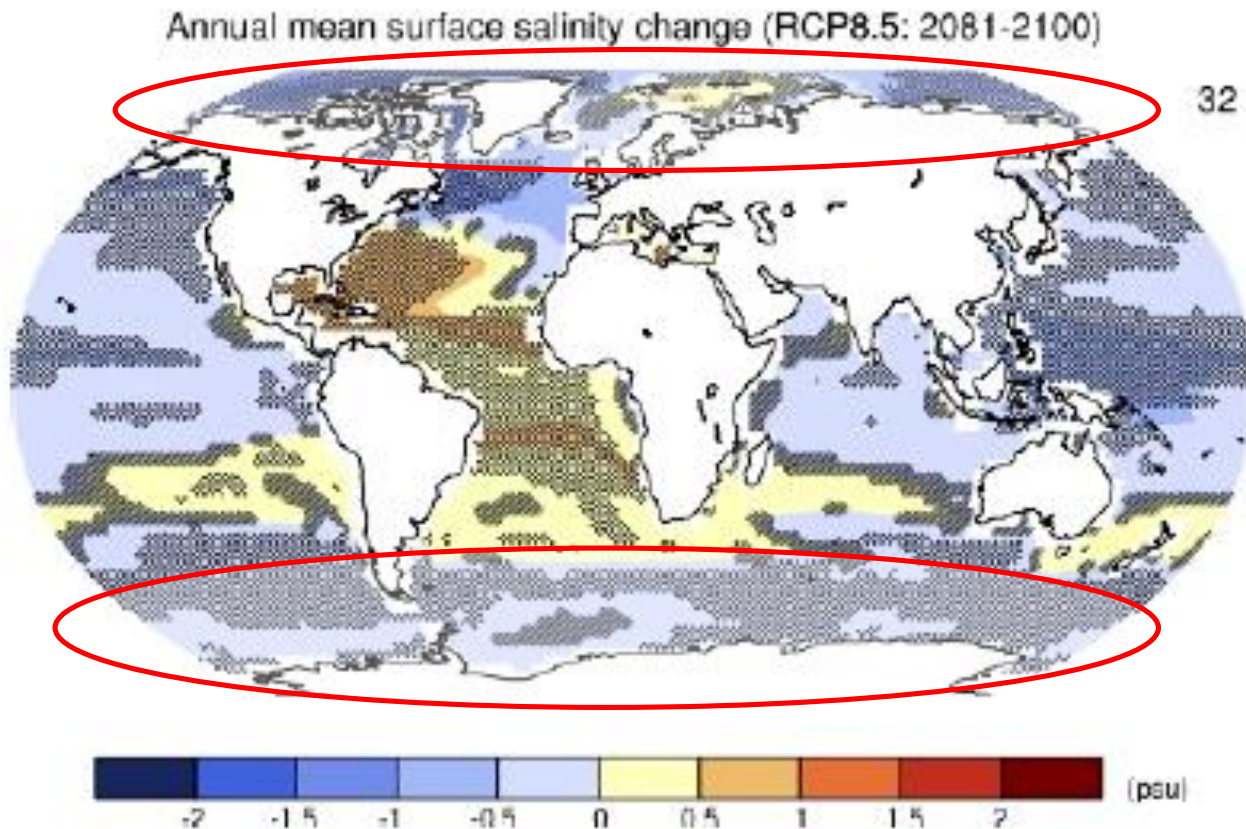 Annual mean surface salinity change (RCP8.5: 2081-2100)
32
(psu)
-2 -1.5 -1 -0.5 0 0.5 1 1.5 2